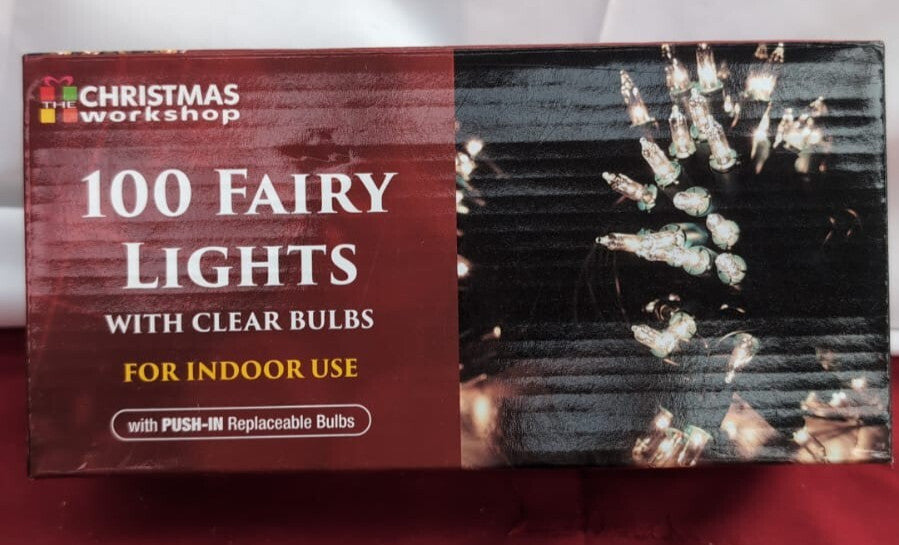 THE CHRISTMAS
workshop
100 FAIRY
LIGHTS
WITH CLEAR BULBS
FOR INDOOR USE
with PUSH-IN Replaceable Bulbs